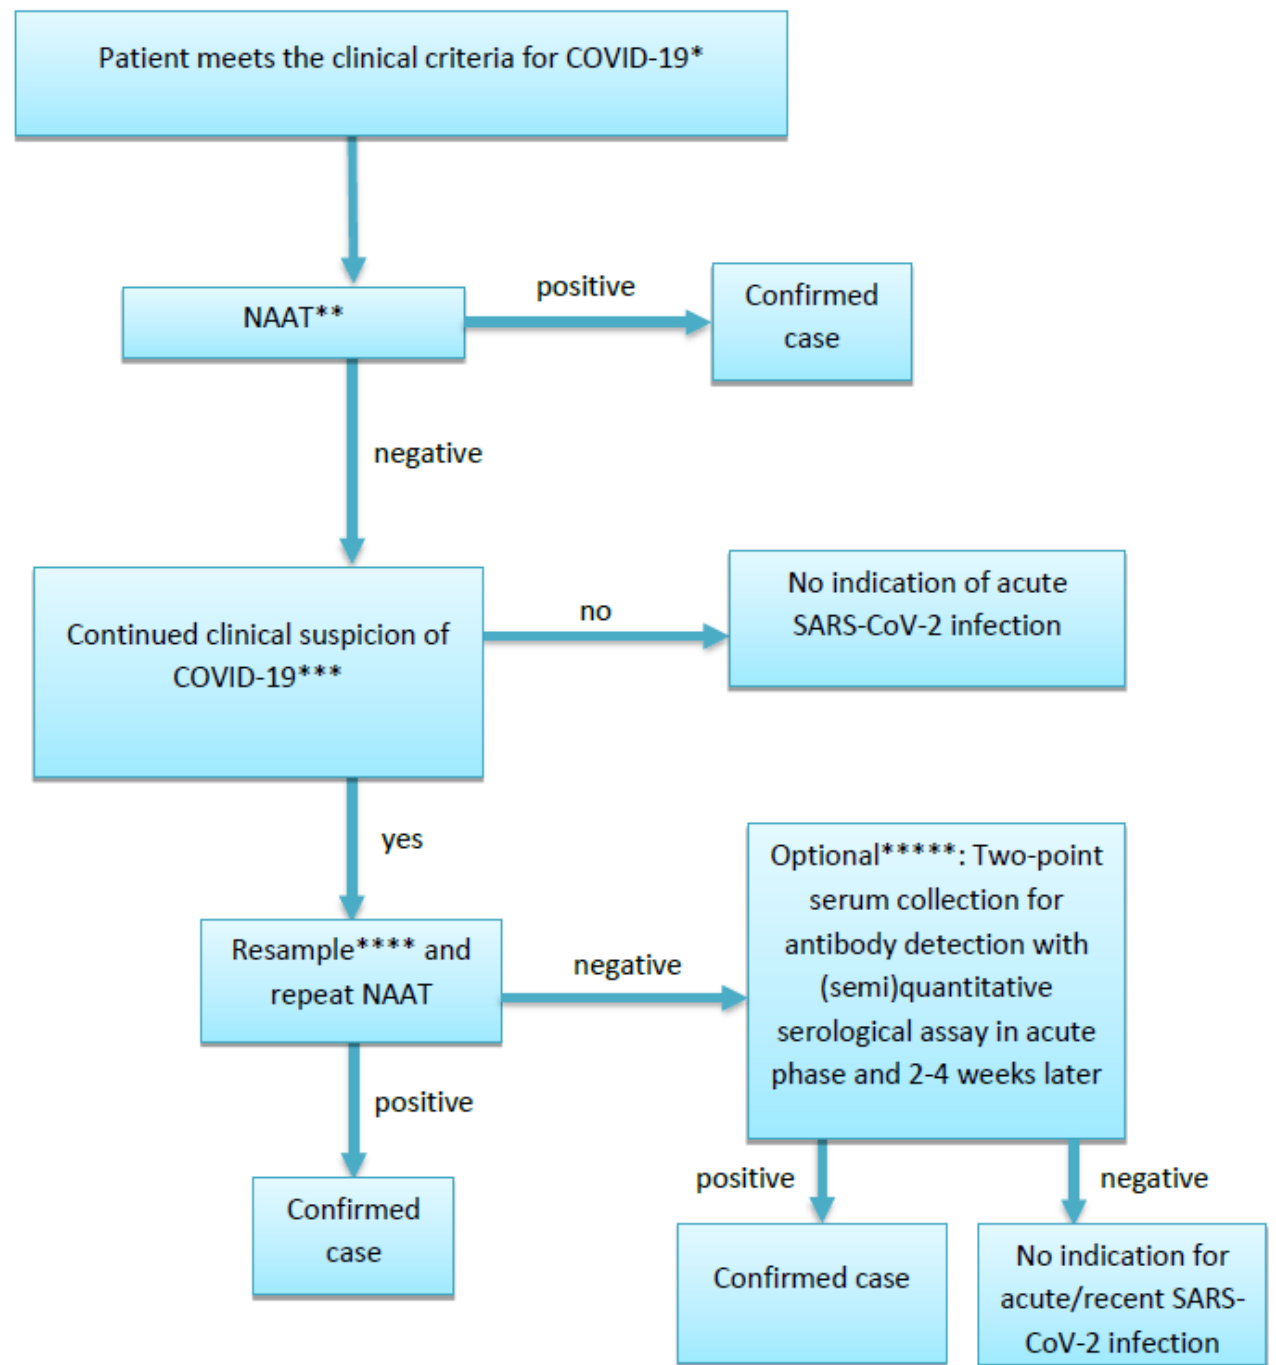 Patient meets the clinical criteria for COVID-19*
NAAT**
positive
Confirmed
case
negative
Continued clinical suspicion of
COVID-19***
no
No indication of acute
SARS-CoV-2 infection
yes
Resample**** and
repeat NAAT
negative
Optional*****: Two-point
serum collection for
antibody detection with
(semi)quantitative
serological assay in acute
phase and 2-4 weeks later
positive
Confirmed
case
positive
Confirmed case
negative
No indication for
acute/recent SARS-
CoV-2 infection